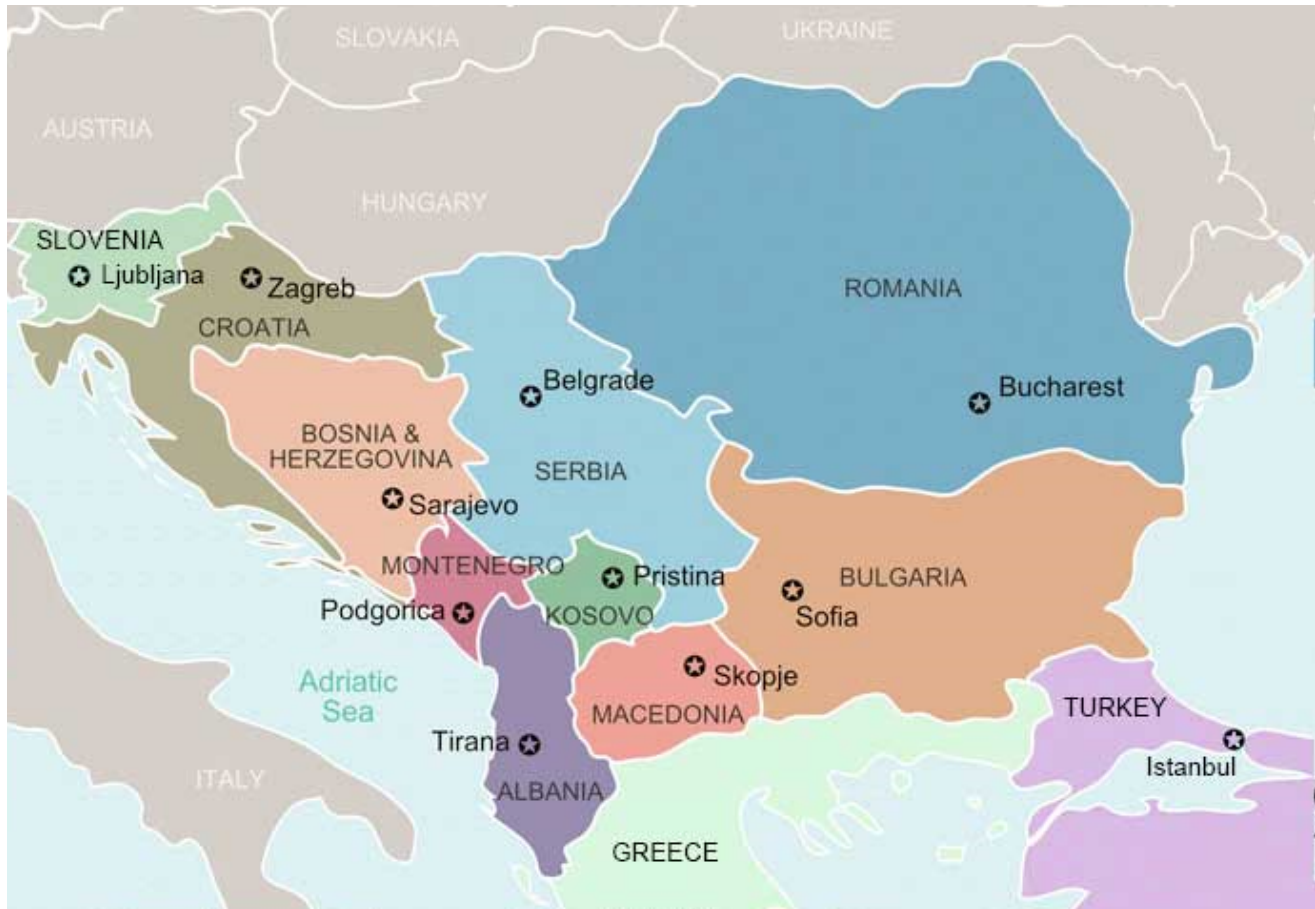 SLOVAKIA
UKRAINE
AUSTRIA
HUNGARY
SLOVENIA
Ljubljana
Zagreb
CROATIA
ROMANIA
Belgrade
Bucharest
BOSNIA &
HERZEGOVINA
SERBIA
Sarajevo
MONTENEGRO
Pristina
BULGARIA
Podgorica
KOSOVO
Sofia
Adriatic
Sea
Skopje
MACEDONIA
TURKEY
Tirana
ITALY
Istanbul
ALBANIA
GREECE